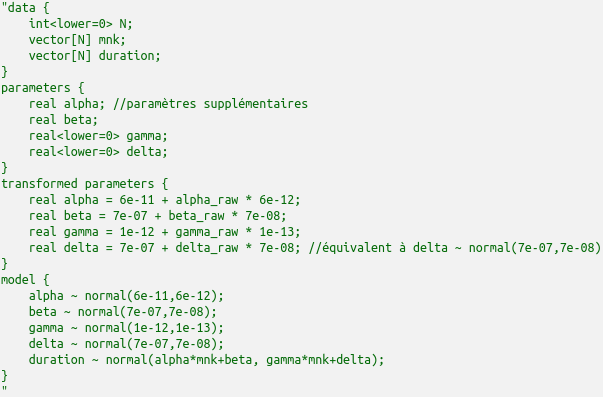 "data {
    int<lower=0> N;
    vector[N] mnk;
    vector[N] duration;
}
parameters {
    real alpha; //paramètres supplémentaires
    real beta;
    real<lower=0> gamma;
    real<lower=0> delta;
}
transformed parameters {
    real alpha = 6e-11 + alpha_raw * 6e-12;
    real beta = 7e-07 + beta_raw * 7e-08;
    real gamma = 1e-12 + gamma_raw * 1e-13;
    real delta = 7e-07 + delta_raw * 7e-08; //équivalent à delta ~ normal(7e-07,7e-08)
}
model {
    alpha ~ normal(6e-11,6e-12);
    beta ~ normal(7e-07,7e-08);
    gamma ~ normal(1e-12,1e-13);
    delta ~ normal(7e-07,7e-08);
    duration ~ normal(alpha*mnk+beta, gamma*mnk+delta);
}
"